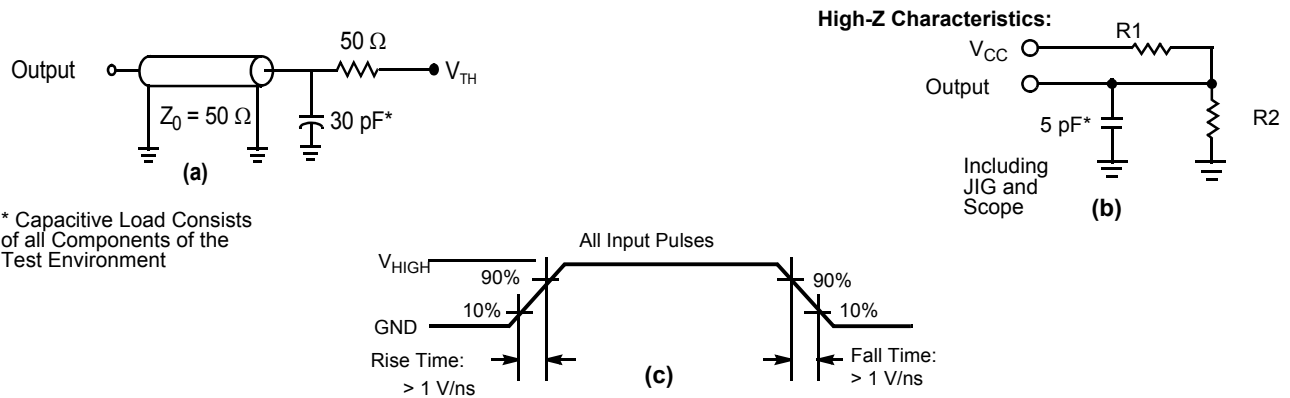 Output
50 Ω
V_TH
Z_0 = 50 Ω
30 pF*
(a)
* Capacitive Load Consists
of all Components of the
Test Environment
High-Z Characteristics:
R1
V_CC
Output
R2
5 pF*
Including
JIG and
Scope
(b)
All Input Pulses
V_HIGH
90%
90%
10%
10%
GND
Rise Time:
> 1 V/ns
Fall Time:
> 1 V/ns
(c)